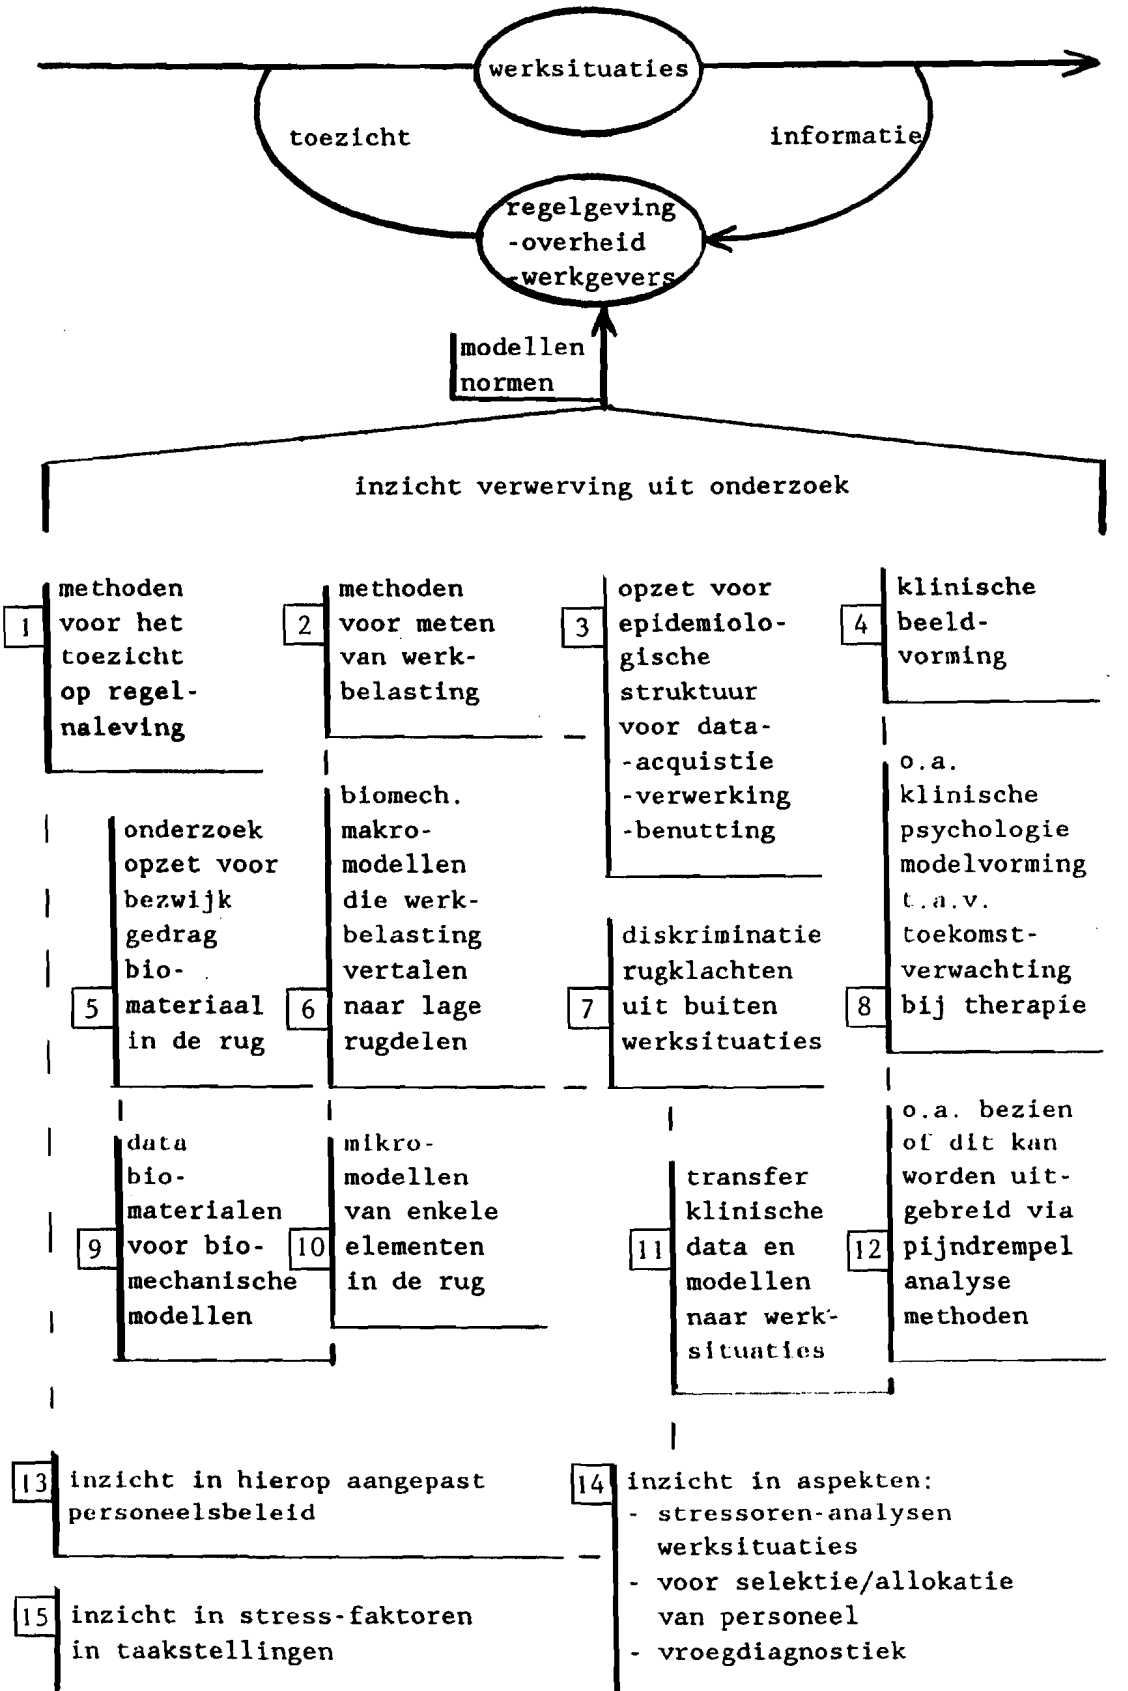 werksituaties
toezicht
informatie
regelgeving
-overheid
-werkgevers
modellen
normen
inzicht verwerving uit onderzoek
1
methoden
voor het
toezicht
op regel-
naleving
2
methoden
voor meten
van werk-
belasting
3
opzet voor
epidemiolo-
gische
struktuur
voor data-
-acquistie
-verwerking
-benutting
4
klinische
beeld-
vorming
5
onderzoek
opzet voor
bezwijk
gedrag
bio-
materiaal
in de rug
6
biomech.
makro-
modellen
die werk-
belasting
vertalen
naar lage
rugdelen
7
diskriminatie
rugklachten
uit buiten
werksituaties
8
o.a.
klinische
psychologie
modelvorming
t.a.v.
toekomst-
verwachting
bij therapie
9
data
bio-
materialen
voor bio-
mechanische
modellen
10
mikro-
modellen
van enkele
elementen
in de rug
11
transfer
klinische
data en
modellen
naar werk-
situaties
12
o.a. bezien
of dit kan
worden uit-
gebreid via
pijndrempel
analyse
methoden
13
inzicht in hierop aangepast
personeelsbeleid
14
inzicht in aspekten:
- stressoren-analysen
werksituaties
- voor selektie/allokatie
van personeel
- vroegdiagnostiek
15
inzicht in stress-faktoren
in taakstellingen